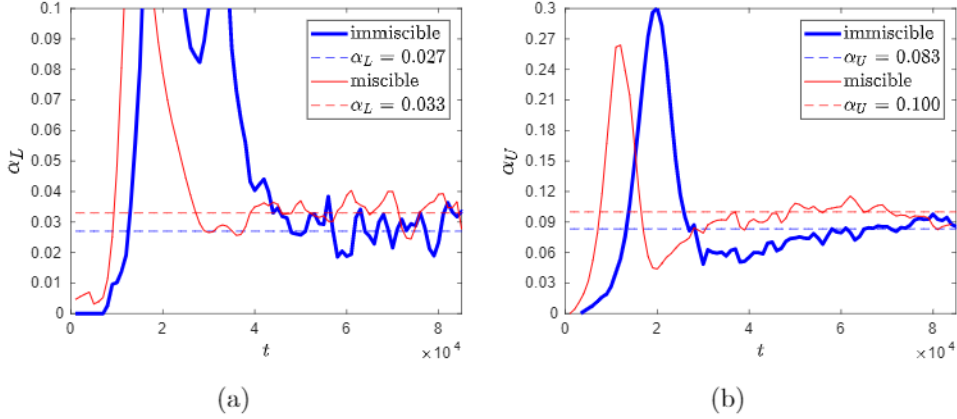 0.1
0.09
0.08
0.07
0.06
0.05
0.04
0.03
0.02
0.01
0
α_L
immiscible
α_L = 0.027
miscible
α_L = 0.033
0 2 4 6 8
t
×10^4
(a)
0.3
0.27
0.24
0.21
0.18
0.15
0.12
0.09
0.06
0.03
0
α_U
immiscible
α_U = 0.083
miscible
α_U = 0.100
0 2 4 6 8
t
×10^4
(b)